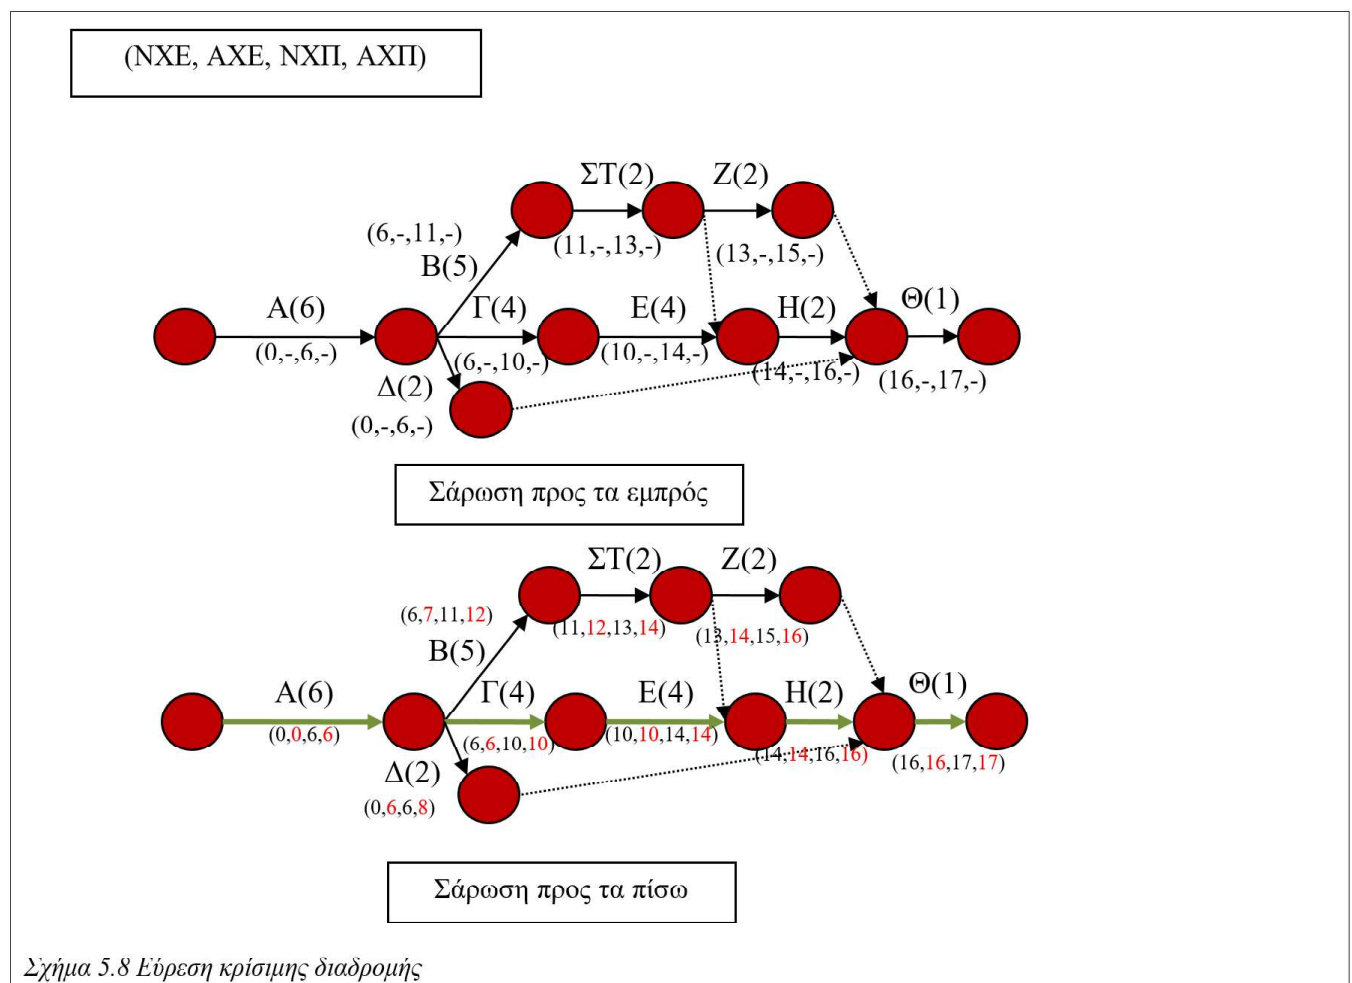 (ΝΧΕ, ΑΧΕ, ΝΧΠ, ΑΧΠ)
ΣΤ(2)
Ζ(2)
(6,-,11,-)
(11,-,13,-)
(13,-,15,-)
Β(5)
Α(6)
Γ(4)
Ε(4)
Η(2)
Θ(1)
(0,-,6,-)
(6,-,10,-)
(10,-,14,-)
(14,-,16,-)
(16,-,17,-)
Δ(2)
(0,-,6,-)
Σάρωση προς τα εμπρός
ΣΤ(2)
Ζ(2)
(6,7,11,12)
(11,12,13,14)
(13,14,15,16)
Β(5)
Α(6)
Γ(4)
Ε(4)
Η(2)
Θ(1)
(0,0,6,6)
(6,6,10,10)
(10,10,14,14)
(14,14,16,16)
(16,16,17,17)
Δ(2)
(0,6,6,8)
Σάρωση προς τα πίσω
Σχήμα 5.8 Εύρεση κρίσιμης διαδρομής